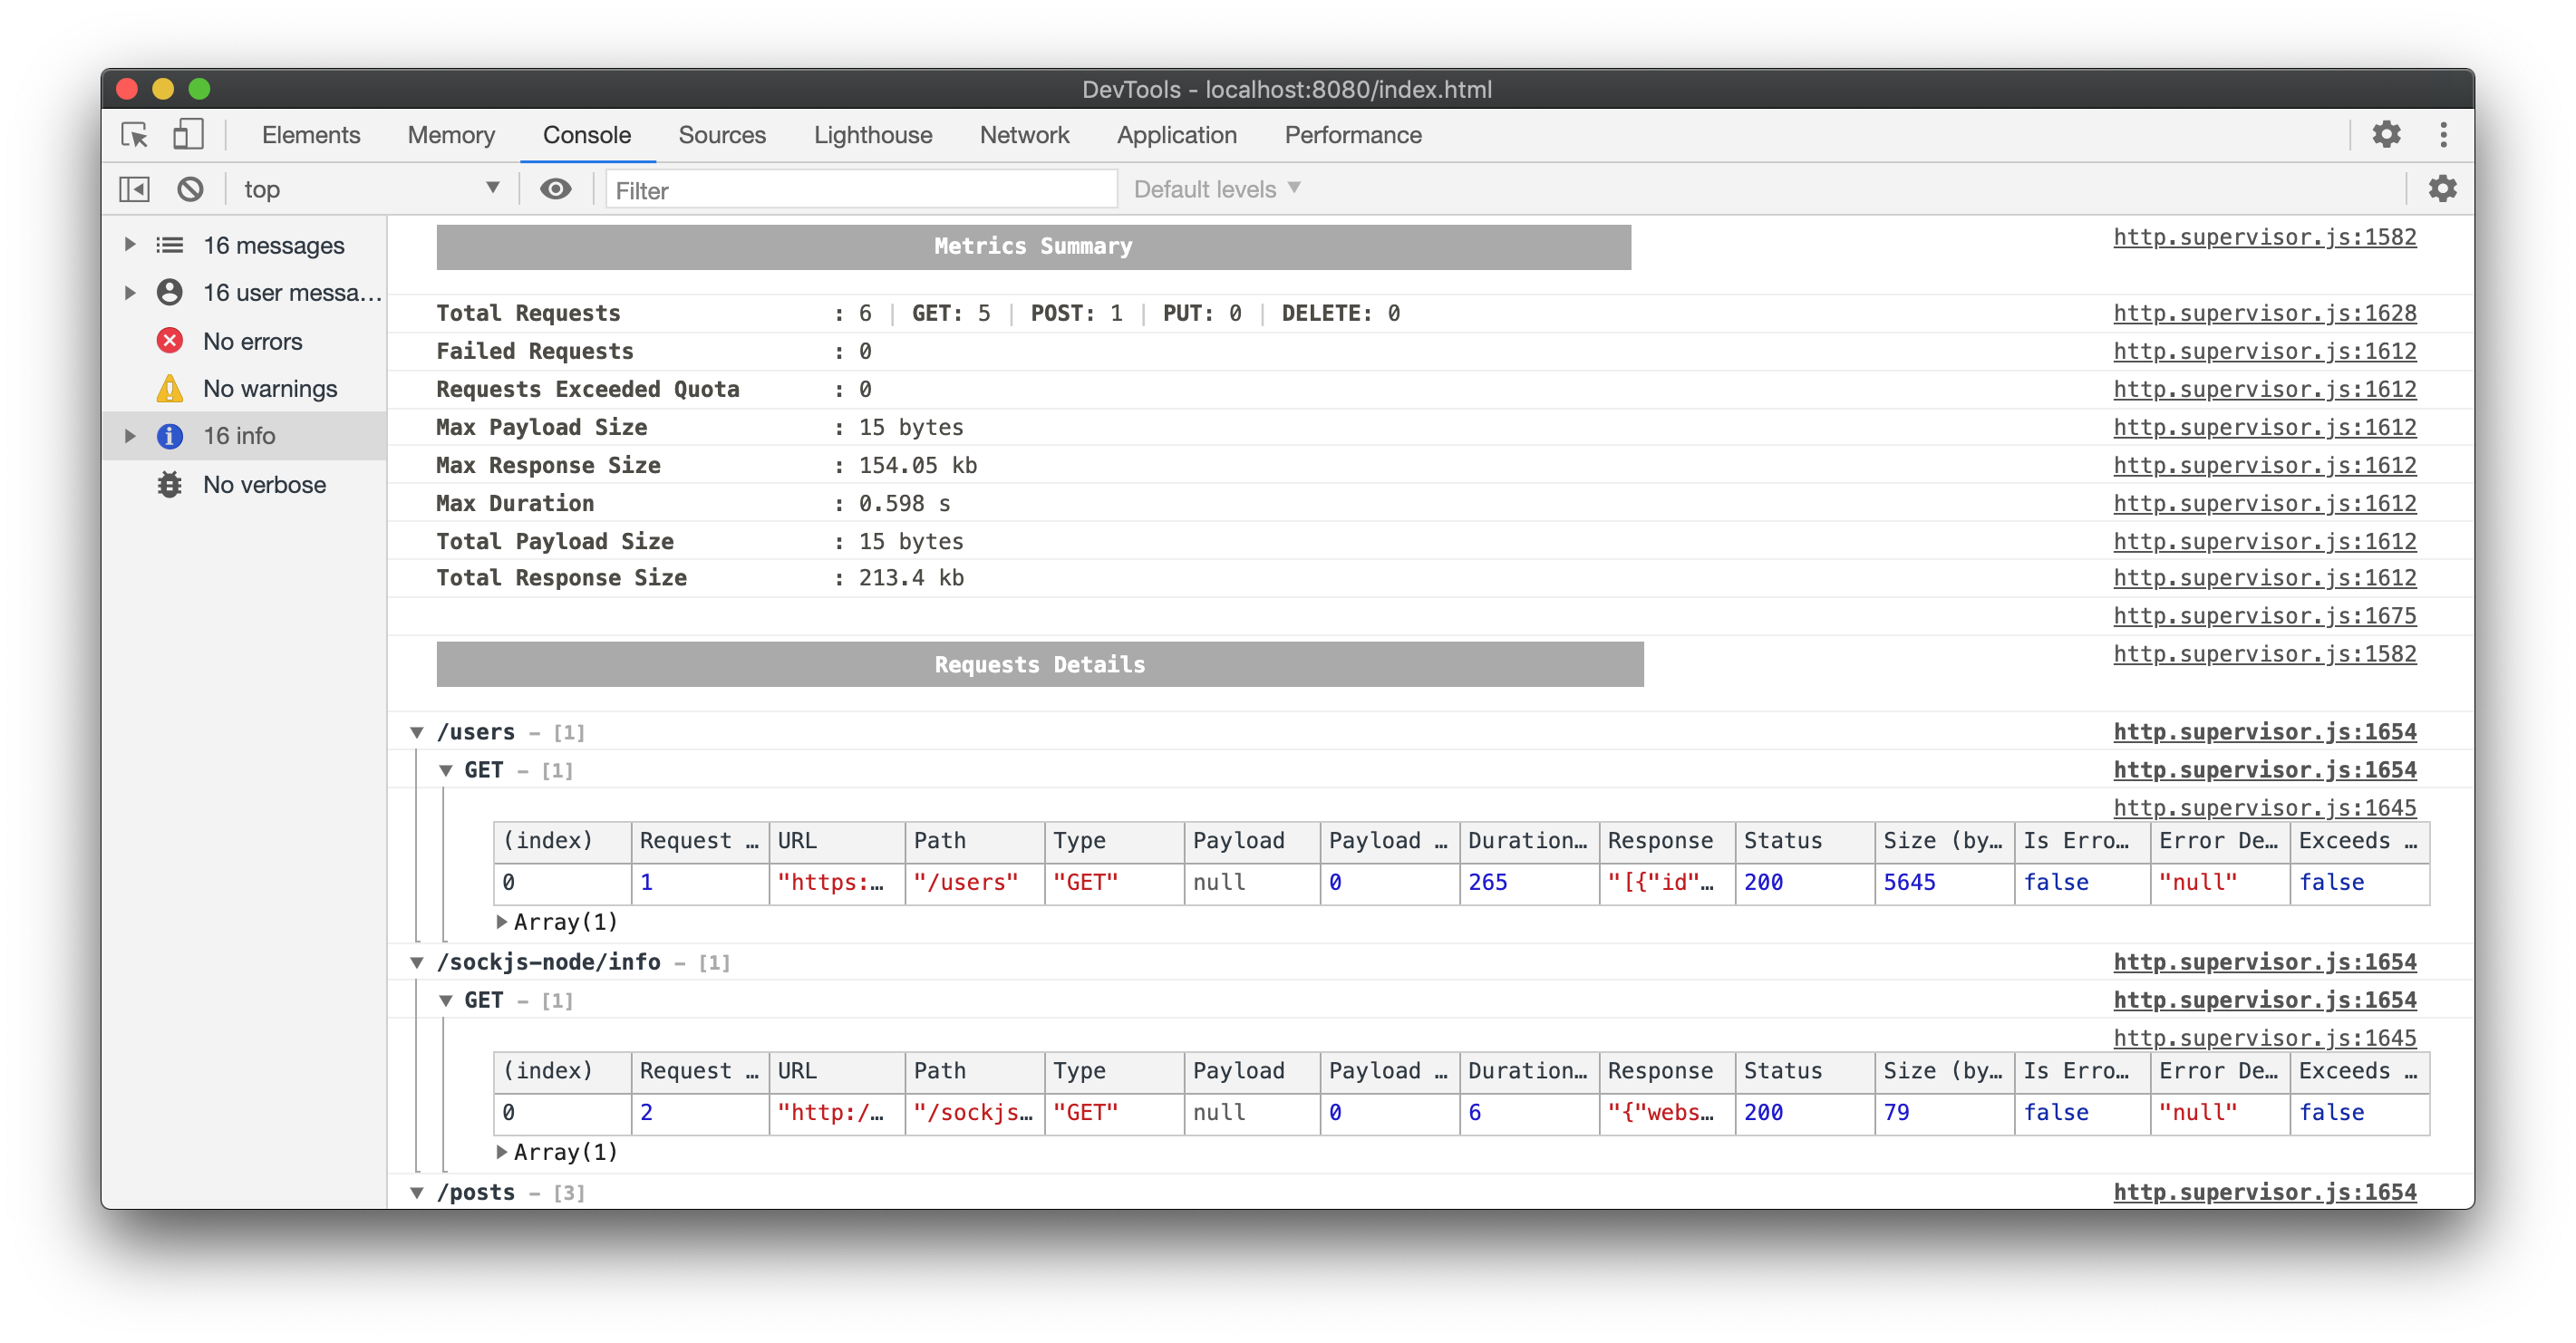 DevTools - localhost:8080/index.html
Elements Memory Console Sources Lighthouse Network Application Performance
top Filter Default levels
16 messages
16 user messa…
No errors
No warnings
16 info
No verbose
Metrics Summary http.supervisor.js:1582
Total Requests : 6 | GET: 5 | POST: 1 | PUT: 0 | DELETE: 0 http.supervisor.js:1628
Failed Requests : 0 http.supervisor.js:1612
Requests Exceeded Quota : 0 http.supervisor.js:1612
Max Payload Size : 15 bytes http.supervisor.js:1612
Max Response Size : 154.05 kb http.supervisor.js:1612
Max Duration : 0.598 s http.supervisor.js:1612
Total Payload Size : 15 bytes http.supervisor.js:1612
Total Response Size : 213.4 kb http.supervisor.js:1612
http.supervisor.js:1675
Requests Details http.supervisor.js:1582
/users – [1] http.supervisor.js:1654
GET – [1] http.supervisor.js:1654
http.supervisor.js:1645
(index) Request … URL Path Type Payload Payload … Duration… Response Status Size (by… Is Erro… Error De… Exceeds …
0 1 "https:… "/users" "GET" null 0 265 "[{"id"… 200 5645 false "null" false
Array(1)
/sockjs-node/info – [1] http.supervisor.js:1654
GET – [1] http.supervisor.js:1654
http.supervisor.js:1645
(index) Request … URL Path Type Payload Payload … Duration… Response Status Size (by… Is Erro… Error De… Exceeds …
0 2 "http:/… "/sockjs… "GET" null 0 6 "{"webs… 200 79 false "null" false
Array(1)
/posts – [3] http.supervisor.js:1654